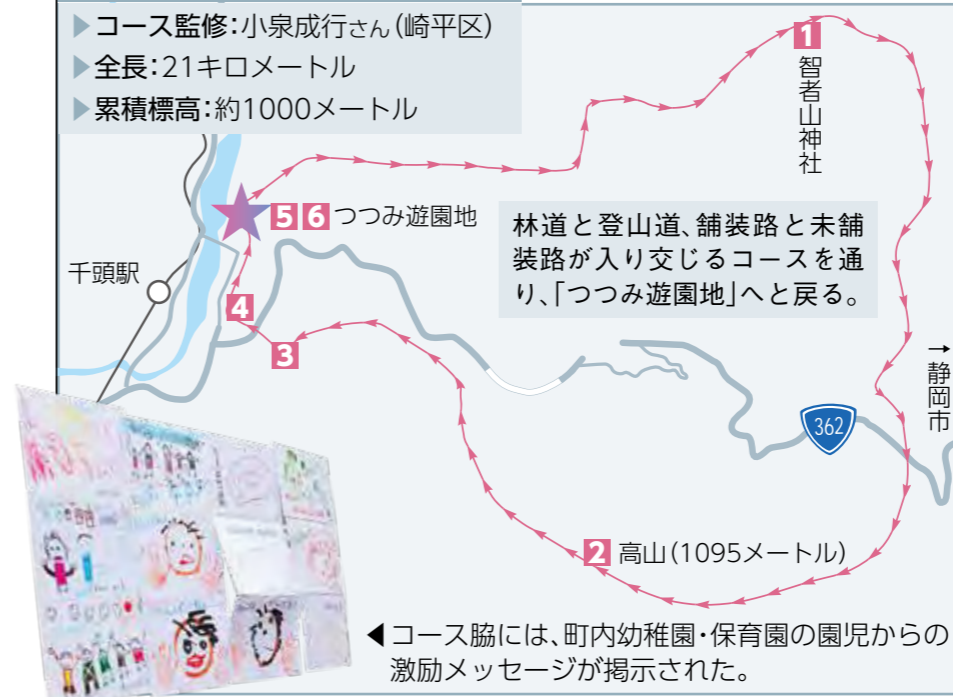 ▶コース監修：小泉成行さん（崎平区）
▶全長：21キロメートル
▶累積標高：約1000メートル
1
智者山神社
5 6 つつみ遊園地
林道と登山道、舗装路と未舗
装路が入り交じるコースを通
り、「つつみ遊園地」へと戻る。
千頭駅
4
3
→静岡市
362
2 高山（1095メートル）
◀コース脇には、町内幼稚園・保育園の園児からの
激励メッセージが掲示された。